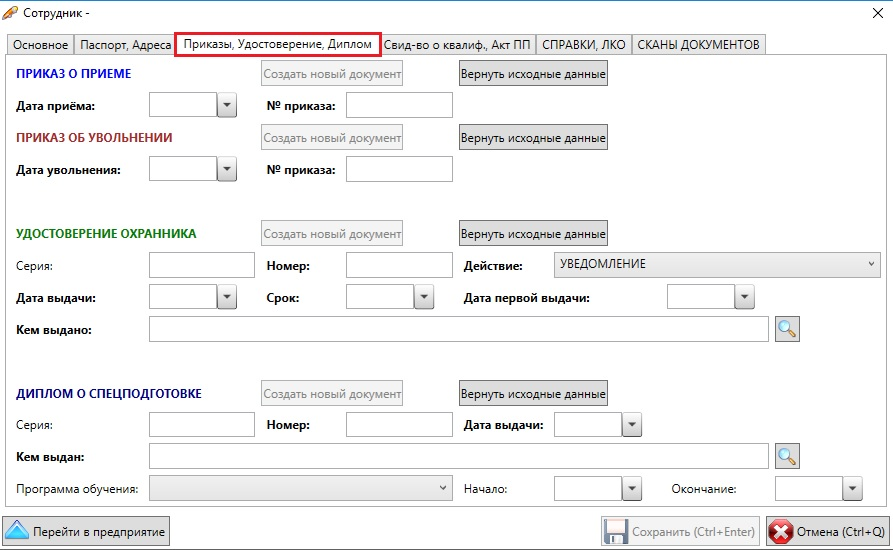 Сотрудник -
Основное Паспорт, Адреса Приказы, Удостоверение, Диплом Свид-во о квалиф., Акт ПП СПРАВКИ, ЛКО СКАНЫ ДОКУМЕНТОВ
ПРИКАЗ О ПРИЕМЕ Создать новый документ Вернуть исходные данные
Дата приёма: № приказа:
ПРИКАЗ ОБ УВОЛЬНЕНИИ Создать новый документ Вернуть исходные данные
Дата увольнения: № приказа:
УДОСТОВЕРЕНИЕ ОХРАННИКА Создать новый документ Вернуть исходные данные
Серия: Номер: Действие: УВЕДОМЛЕНИЕ
Дата выдачи: Срок: Дата первой выдачи:
Кем выдано:
ДИПЛОМ О СПЕЦПОДГОТОВКЕ Создать новый документ Вернуть исходные данные
Серия: Номер: Дата выдачи:
Кем выдан:
Программа обучения: Начало: Окончание:
Перейти в предприятие Сохранить (Ctrl+Enter) Отмена (Ctrl+Q)